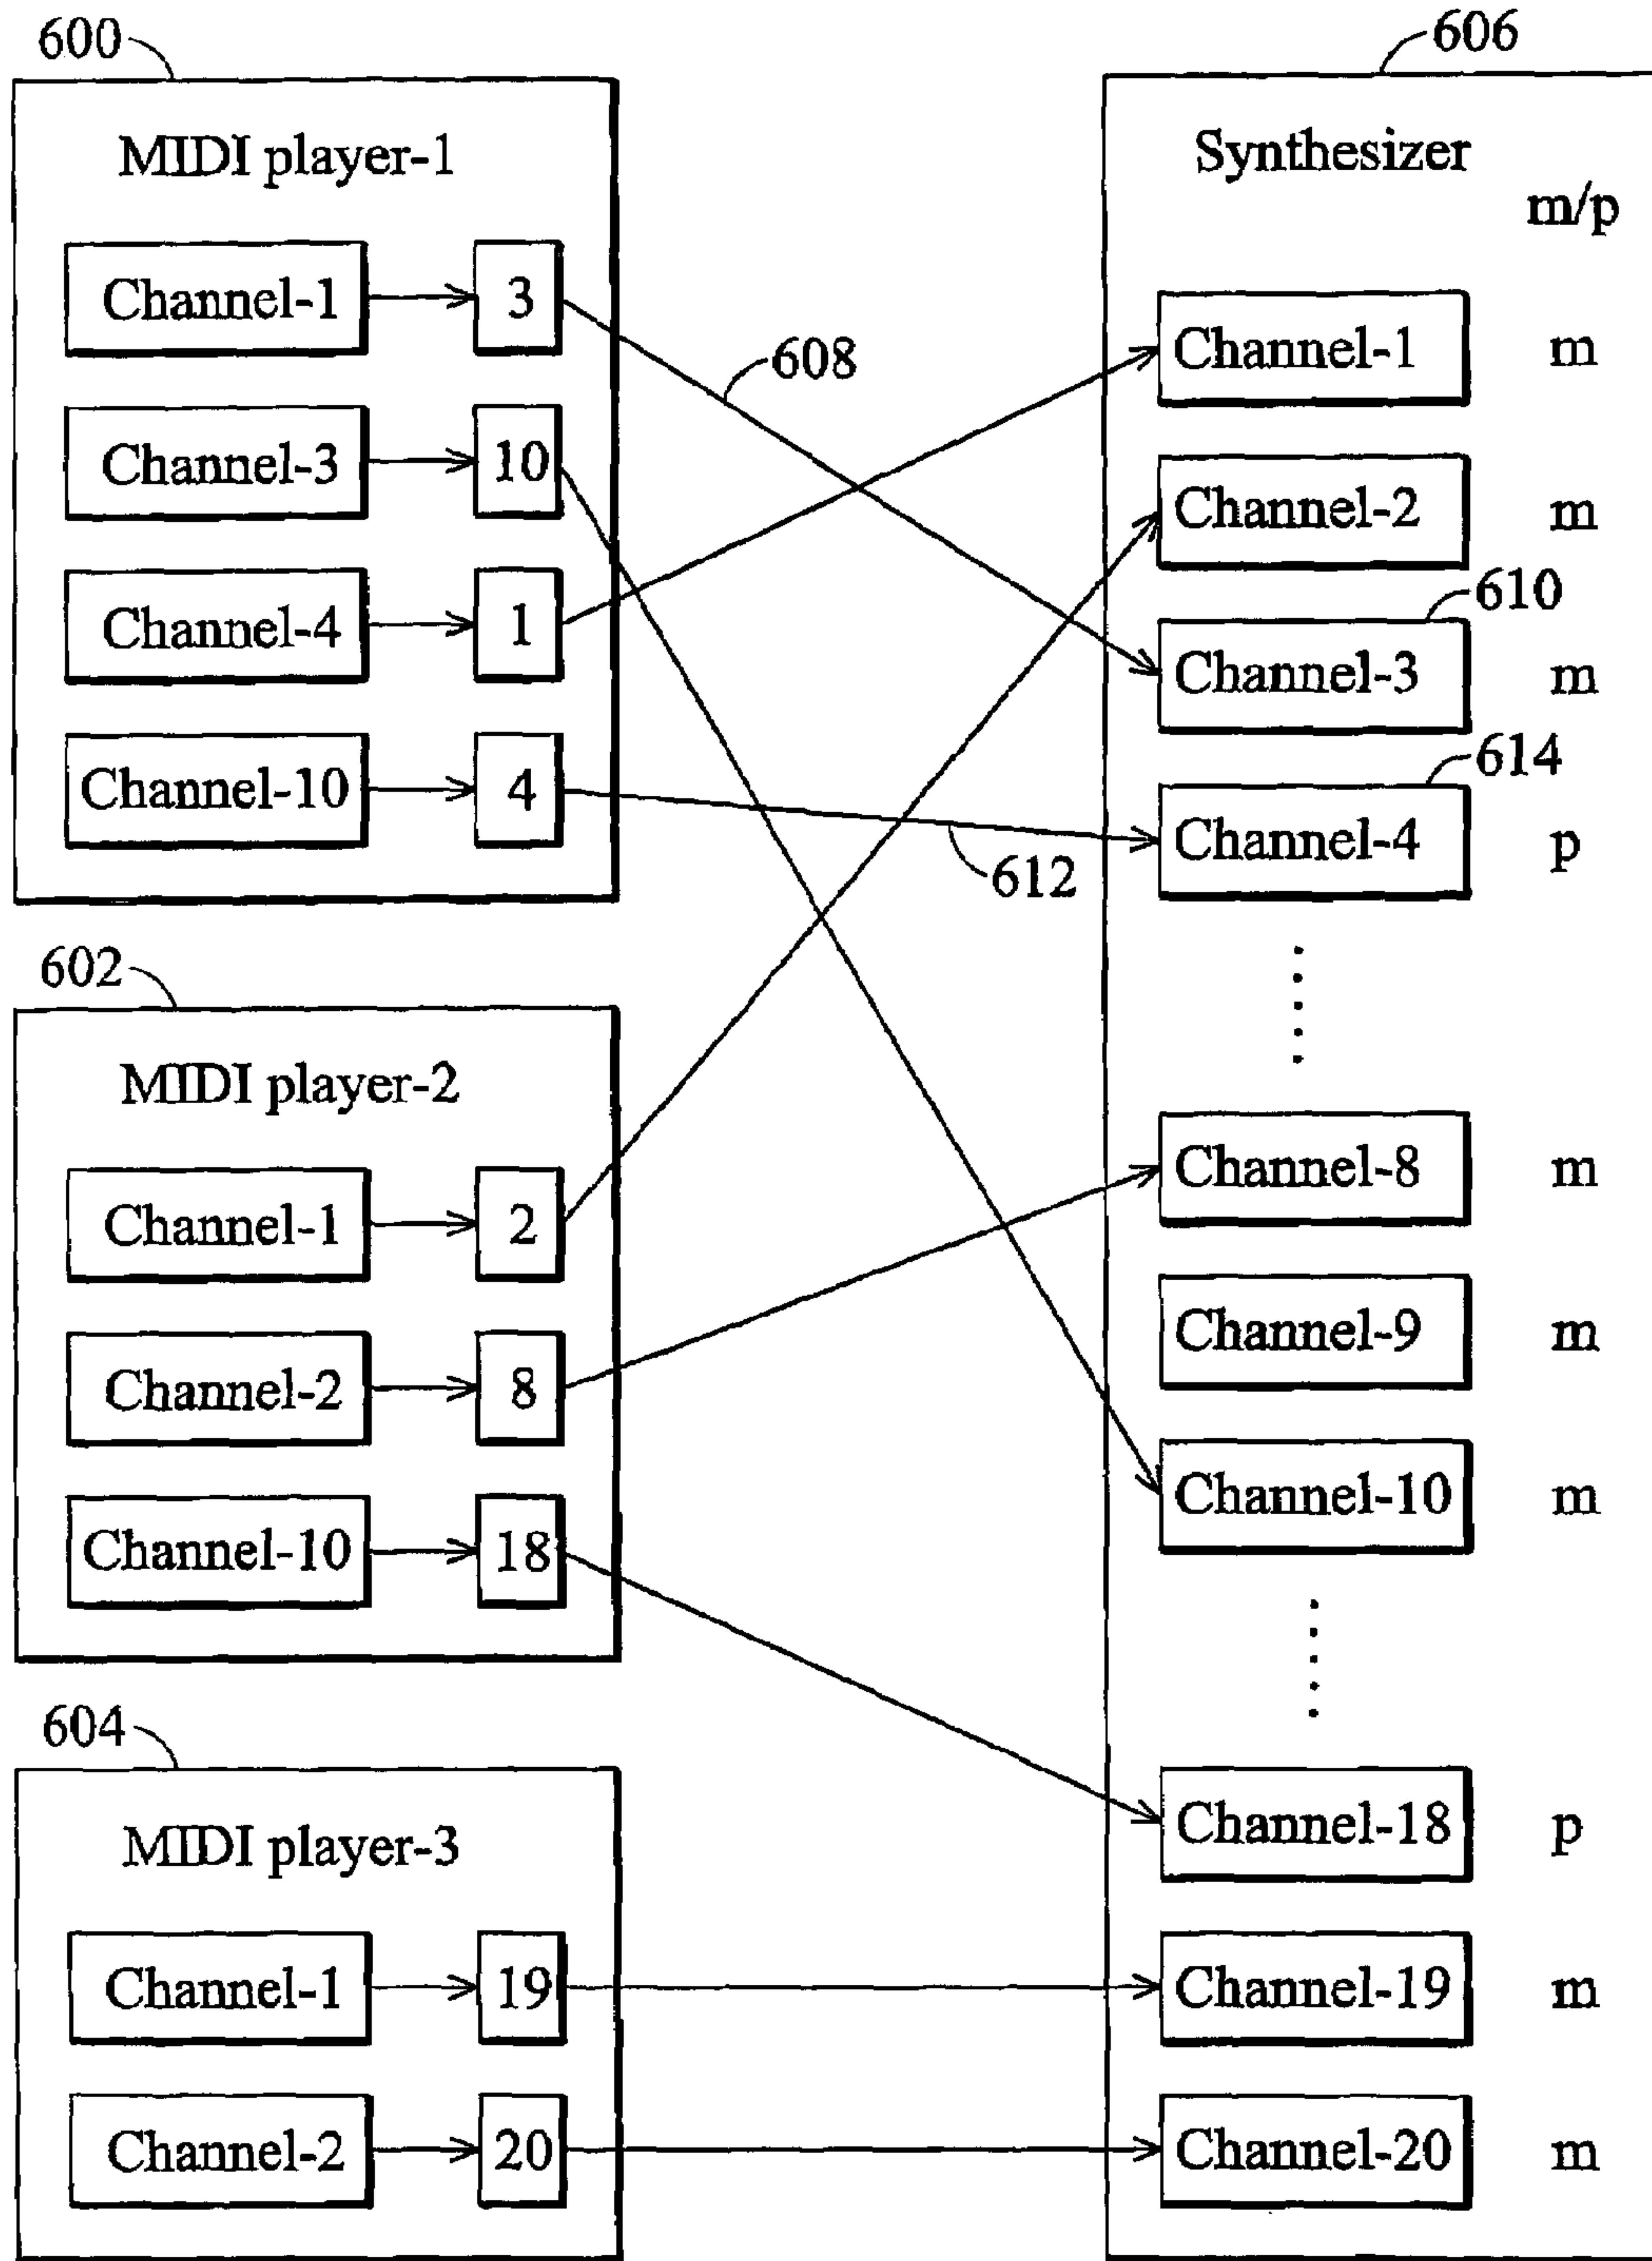 600
MIDI player-1
Channel-1 3
Channel-3 10
Channel-4 1
Channel-10 4
602
MIDI player-2
Channel-1 2
Channel-2 8
Channel-10 18
604
MIDI player-3
Channel-1 19
Channel-2 20
608
612
606
Synthesizer
m/p
Channel-1 m
Channel-2 m
610
Channel-3 m
614
Channel-4 p
Channel-8 m
Channel-9 m
Channel-10 m
Channel-18 p
Channel-19 m
Channel-20 m